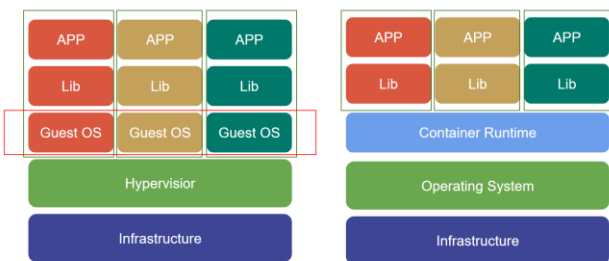 APP APP APP
Lib Lib Lib
Guest OS Guest OS Guest OS
Hypervisior
Infrastructure
APP APP APP
Lib Lib Lib
Container Runtime
Operating System
Infrastructure